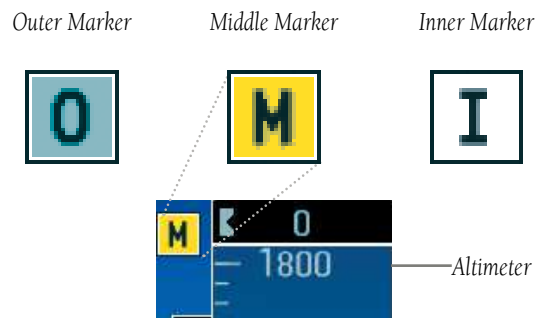 Outer Marker Middle Marker Inner Marker
O M I
M 0
1800
Altimeter